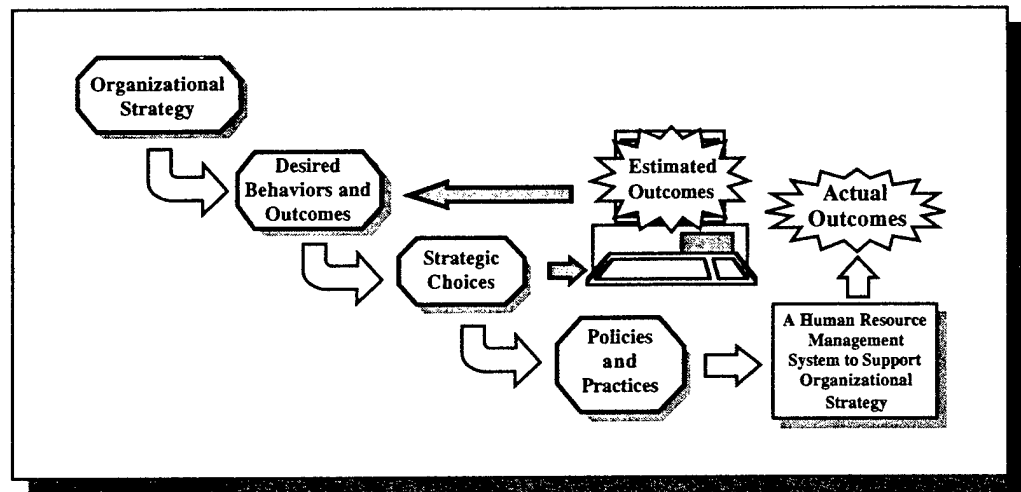 Organizational
Strategy
Desired
Behaviors and
Outcomes
Estimated
Outcomes
Actual
Outcomes
Strategic
Choices
Policies
and
Practices
A Human Resource
Management
System to Support
Organizational
Strategy